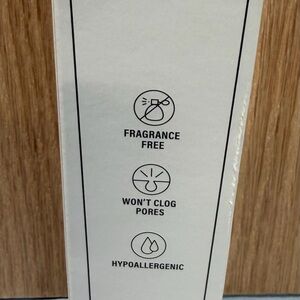 FRAGRANCE
FREE
WON'T CLOG
PORES
HYPOALLERGENIC